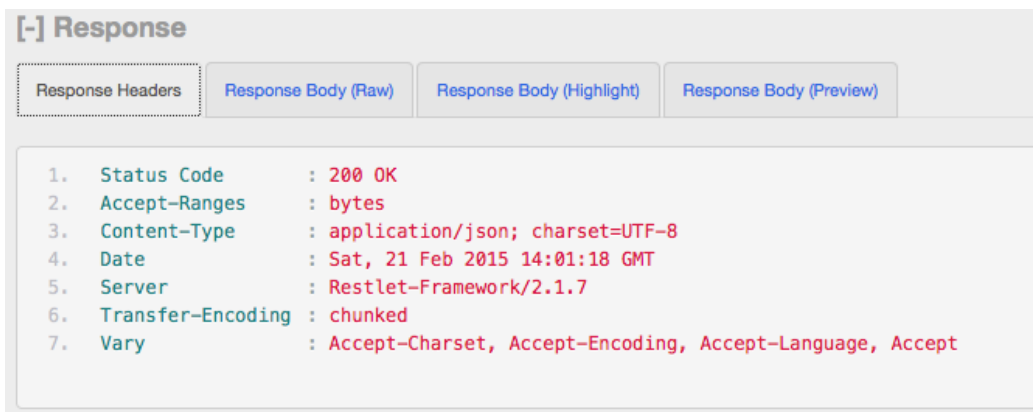 [-] Response
Response Headers Response Body (Raw) Response Body (Highlight) Response Body (Preview)
1. Status Code : 200 OK
2. Accept-Ranges : bytes
3. Content-Type : application/json; charset=UTF-8
4. Date : Sat, 21 Feb 2015 14:01:18 GMT
5. Server : Restlet-Framework/2.1.7
6. Transfer-Encoding : chunked
7. Vary : Accept-Charset, Accept-Encoding, Accept-Language, Accept